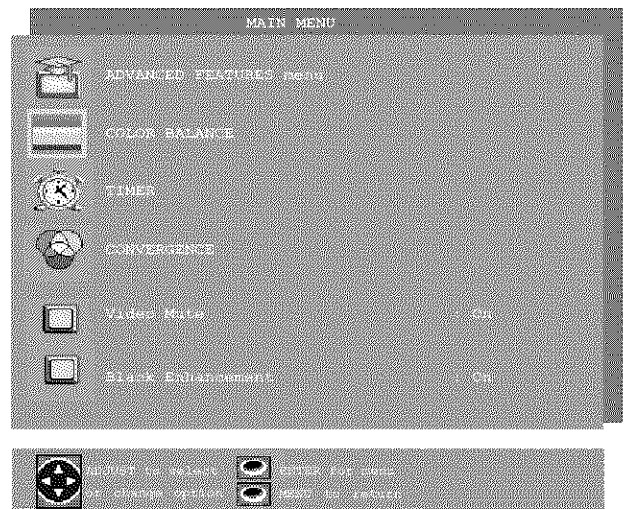 MAIN MENU
ADVANCED FEATURES menu
COLOR BALANCE
TIMER
CONVERGENCE
Video Mute : On
Black Enhancement : On
ADJUST to select ENTER for menu
or change option MENU to return